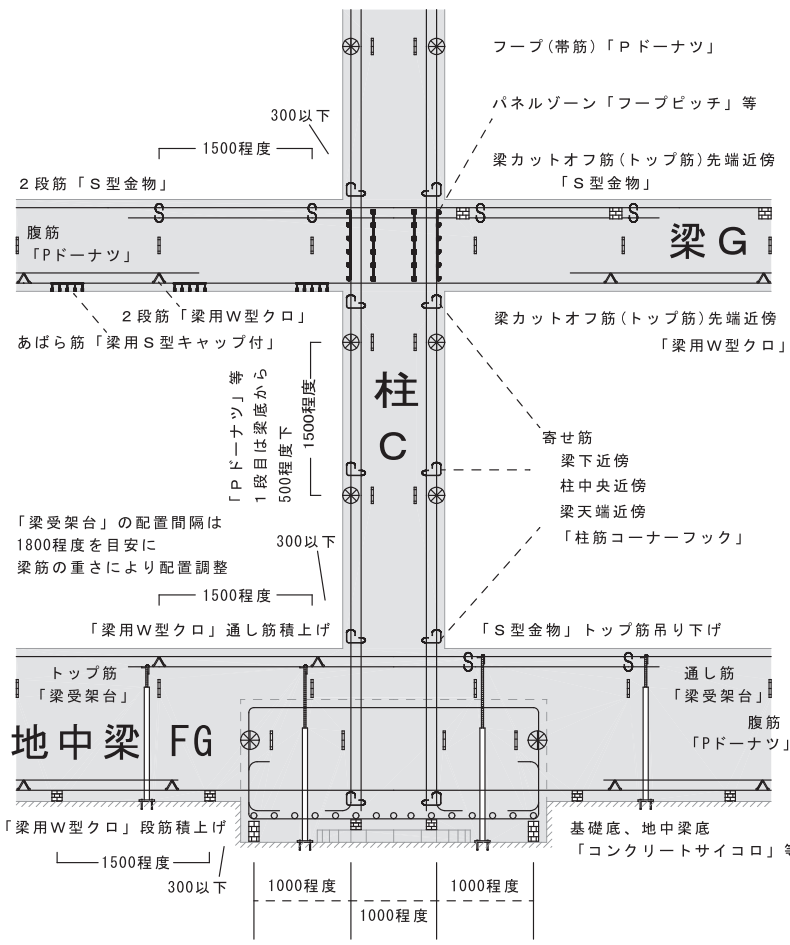 フープ(帯筋)「Pドーナツ」
パネルゾーン「フープピッチ」等
300以下
1500程度
梁カットオフ筋(トップ筋)先端近傍
「S型金物」
2段筋「S型金物」
S
S
S
S
腹筋
「Pドーナツ」
梁G
2段筋「梁用W型クロ」
あばら筋「梁用S型キャップ付」
梁カットオフ筋(トップ筋)先端近傍
「梁用W型クロ」
「Pドーナツ」等
1段目は梁底から
500程度下
1500程度
柱
C
寄せ筋
梁下近傍
柱中央近傍
梁天端近傍
「柱筋コーナーフック」
「梁受架台」の配置間隔は
1800程度を目安に
梁筋の重さにより配置調整
300以下
1500程度
「梁用W型クロ」通し筋積上げ
「S型金物」トップ筋吊り下げ
S
S
トップ筋
「梁受架台」
通し筋
「梁受架台」
地中梁 FG
腹筋
「Pドーナツ」
「梁用W型クロ」段筋積上げ
1500程度
300以下
基礎底、地中梁底
「コンクリートサイコロ」等
1000程度
1000程度
1000程度